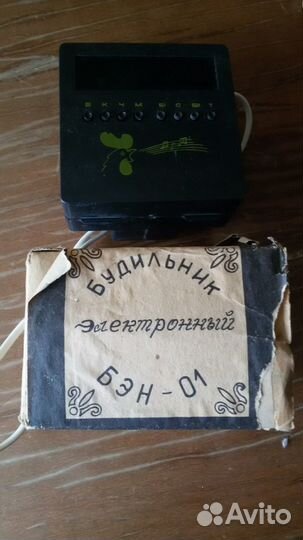 В К Ч М Б О Ш Т
БУДИЛЬНИК
электронный
БЭН-01
Avito